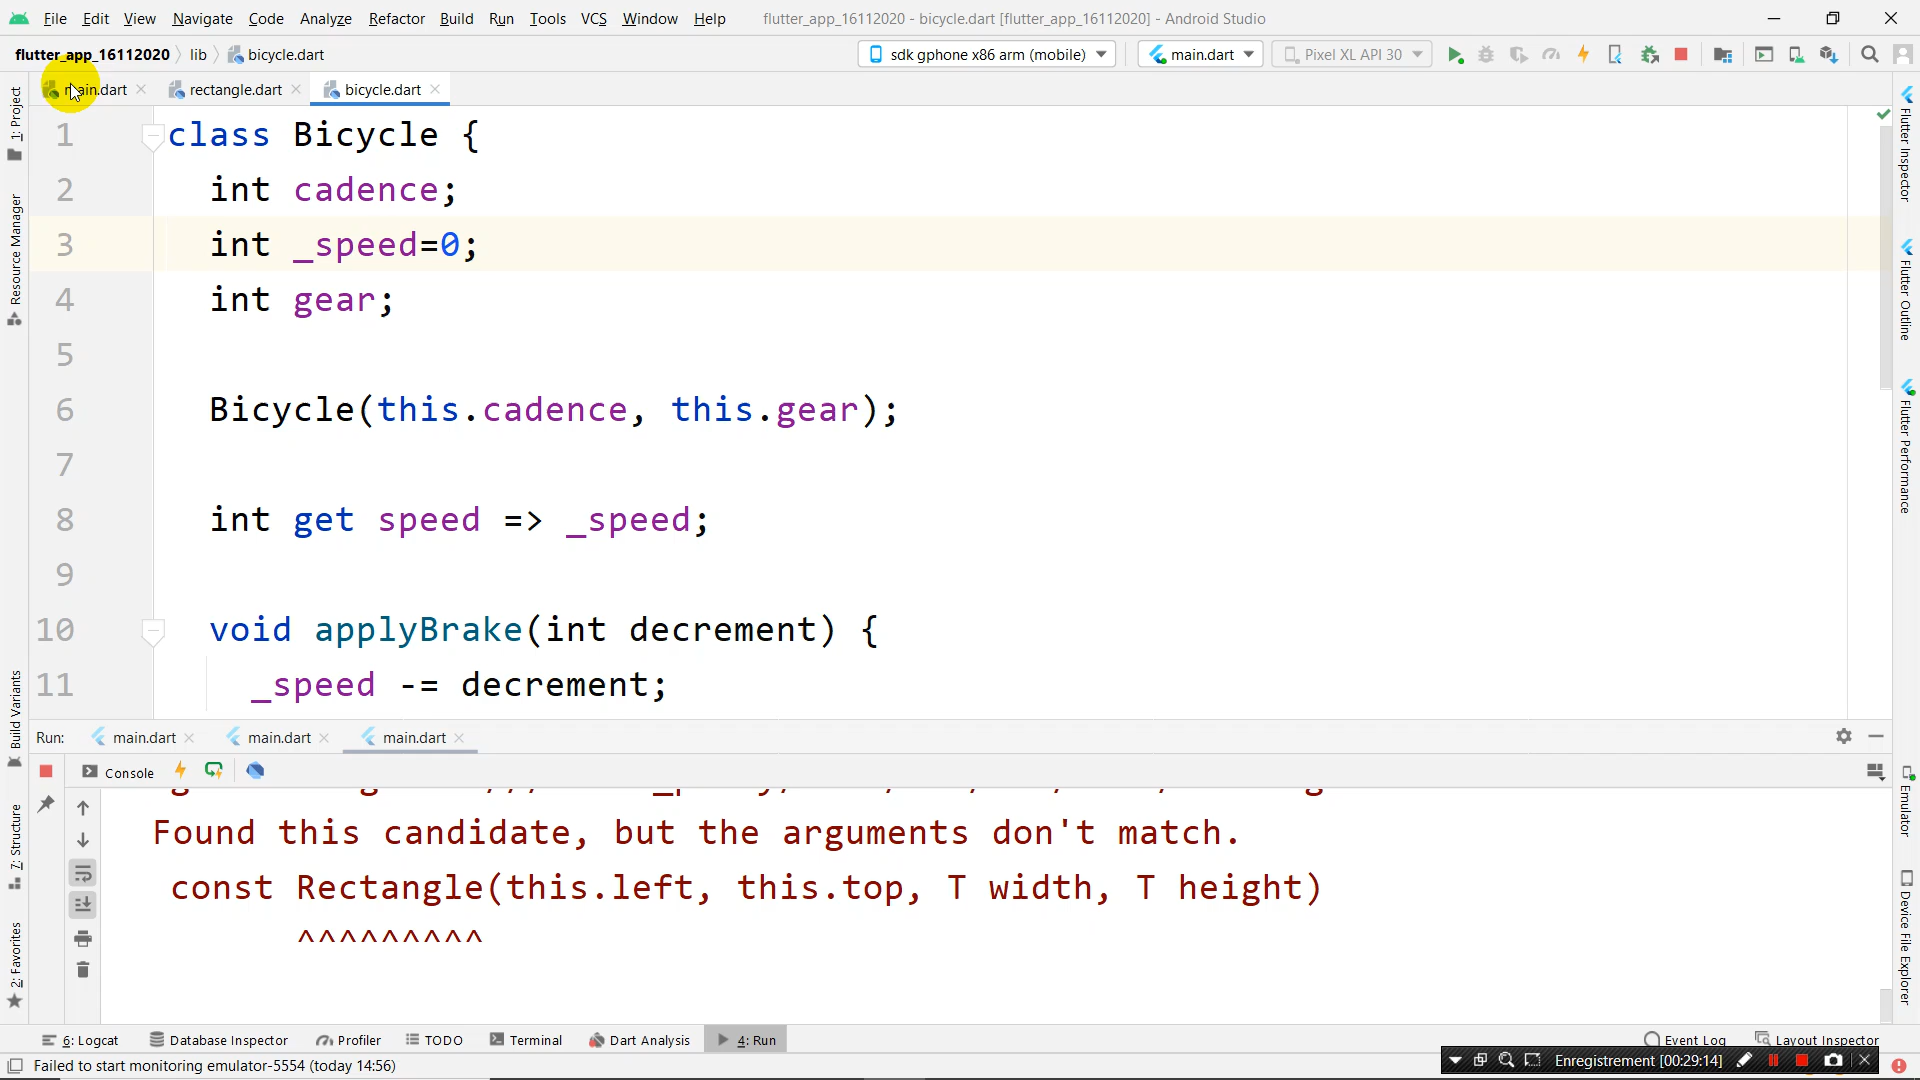 File Edit View Navigate Code Analyze Refactor Build Run Tools VCS Window Help flutter_app_16112020 - bicycle.dart [flutter_app_16112020] - Android Studio
flutter_app_16112020 lib bicycle.dart sdk gphone x86 arm (mobile) main.dart Pixel XL API 30
main.dart rectangle.dart bicycle.dart
1 class Bicycle {
2 int cadence;
3 int _speed=0;
4 int gear;
5
6 Bicycle(this.cadence, this.gear);
7
8 int get speed => _speed;
9
10 void applyBrake(int decrement) {
11 _speed -= decrement;
1: Project
Resource Manager
Build Variants
7: Structure
2: Favorites
Flutter Inspector
Flutter Outline
Flutter Performance
Emulator
Device File Explorer
Run: main.dart main.dart main.dart
Console
Found this candidate, but the arguments don't match.
const Rectangle(this.left, this.top, T width, T height)
^^^^^^^^^
6: Logcat Database Inspector Profiler TODO Terminal Dart Analysis 4: Run Event Log Layout Inspector
Failed to start monitoring emulator-5554 (today 14:56) Enregistrement [00:29:14]